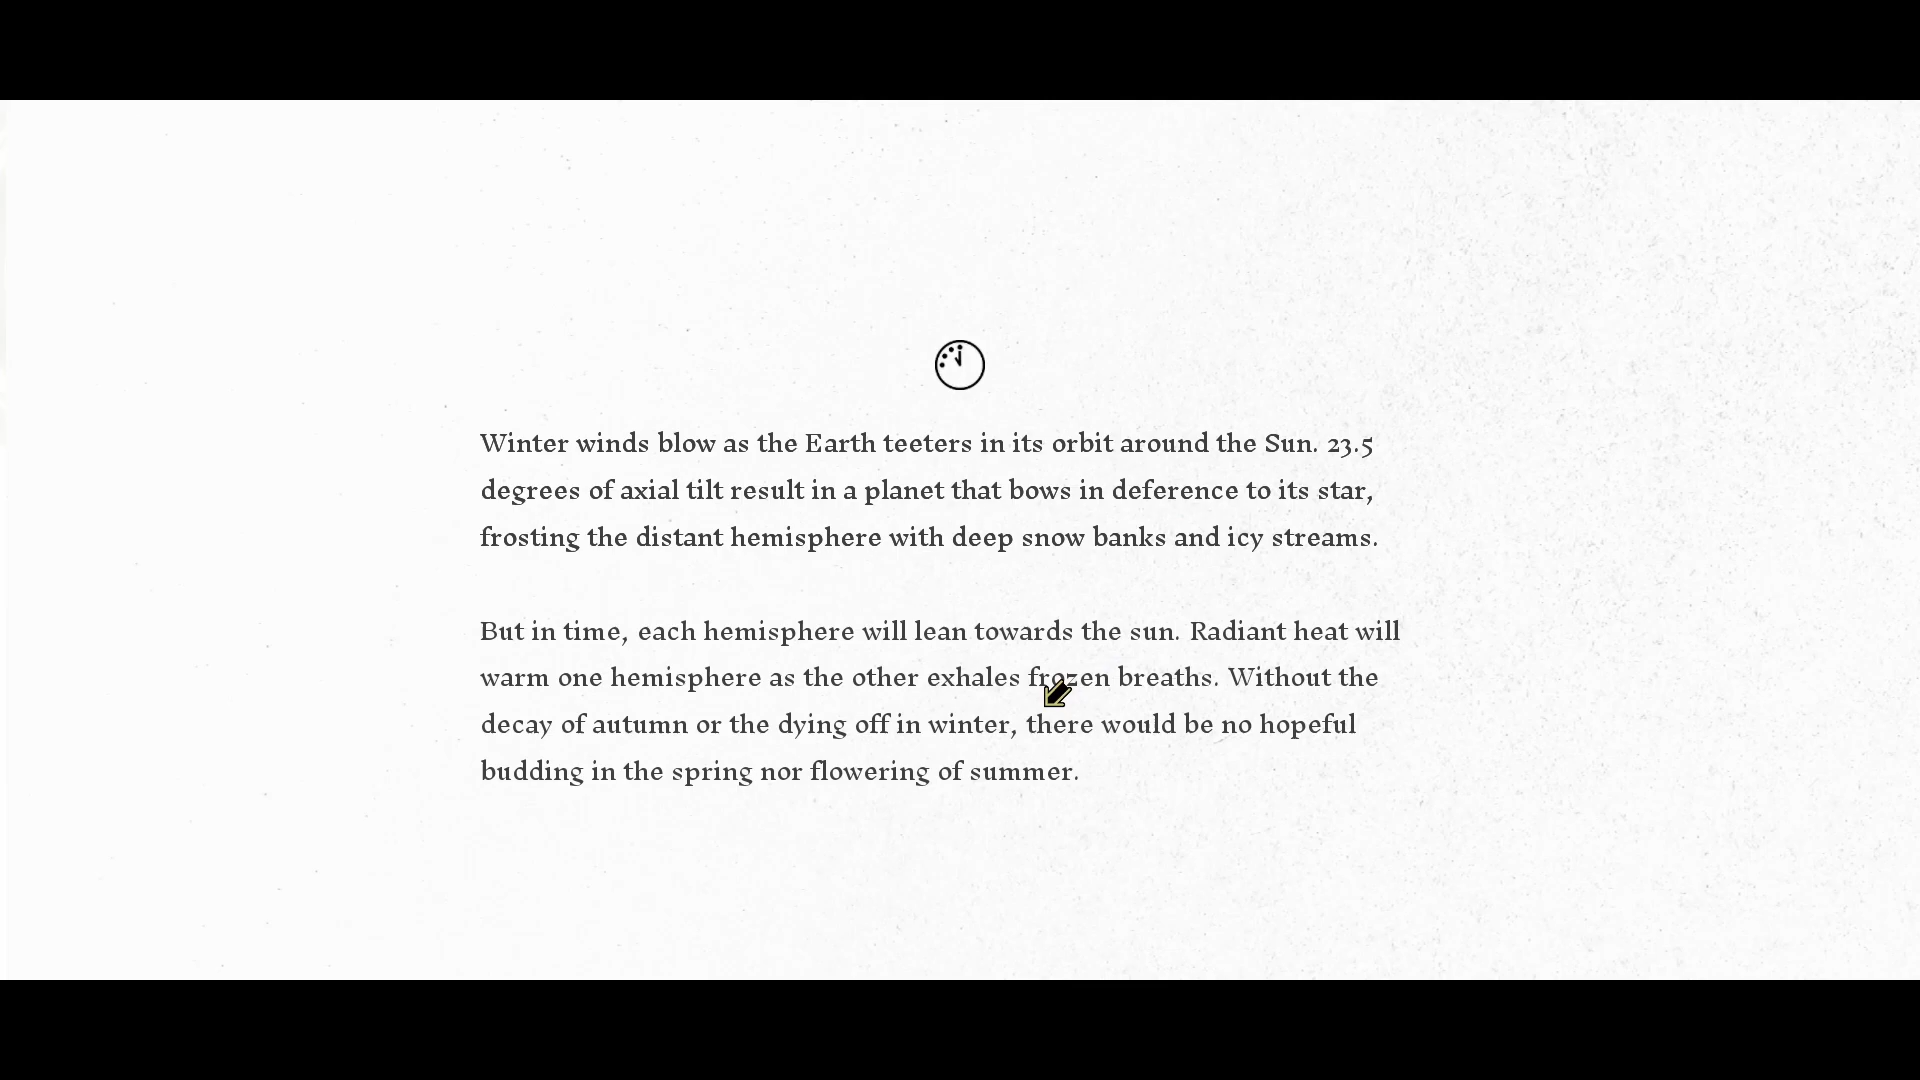 Winter winds blow as the Earth teeters in its orbit around the Sun. 23.5
degrees of axial tilt result in a planet that bows in deference to its star,
frosting the distant hemisphere with deep snow banks and icy streams.
But in time, each hemisphere will lean towards the sun. Radiant heat will
warm one hemisphere as the other exhales frozen breaths. Without the
decay of autumn or the dying off in winter, there would be no hopeful
budding in the spring nor flowering of summer.